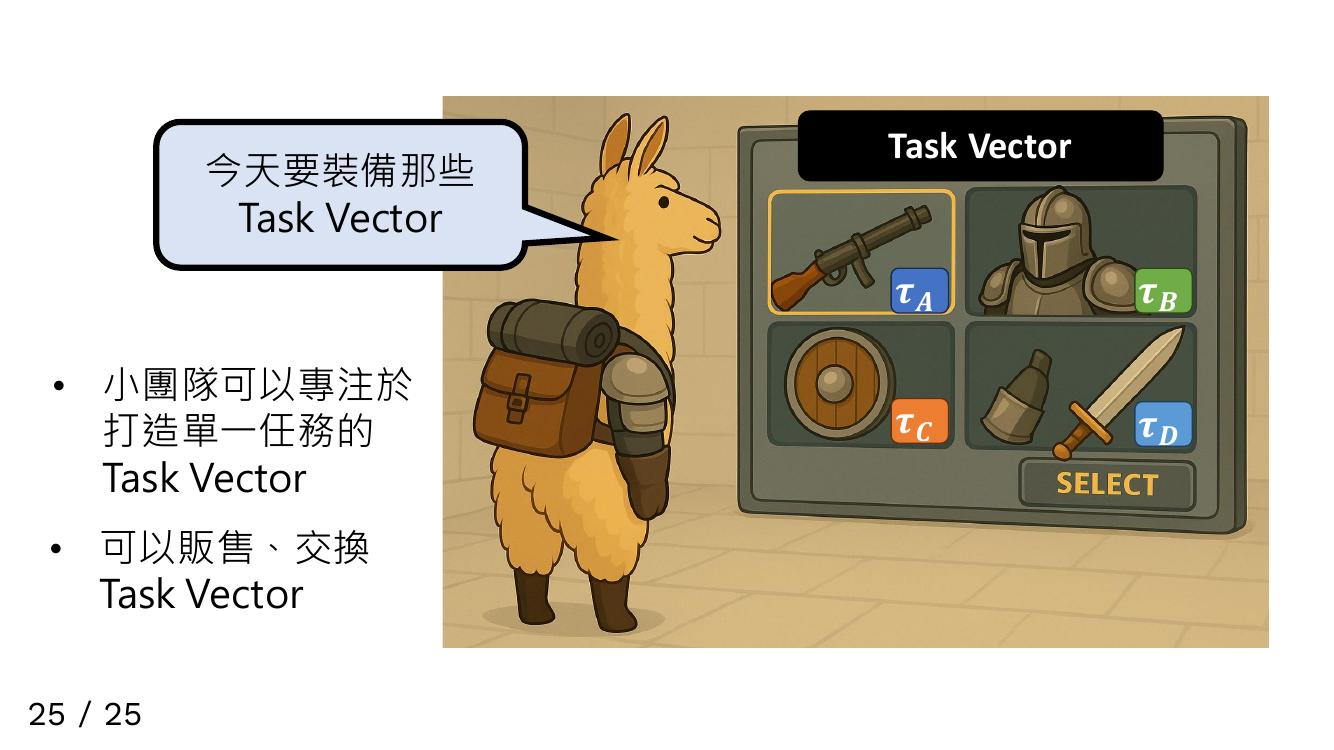 今天要裝備那些
Task Vector
Task Vector
τA
τB
τC
τD
SELECT
• 小團隊可以專注於
打造單一任務的
Task Vector
• 可以販售、交換
Task Vector
25 / 25